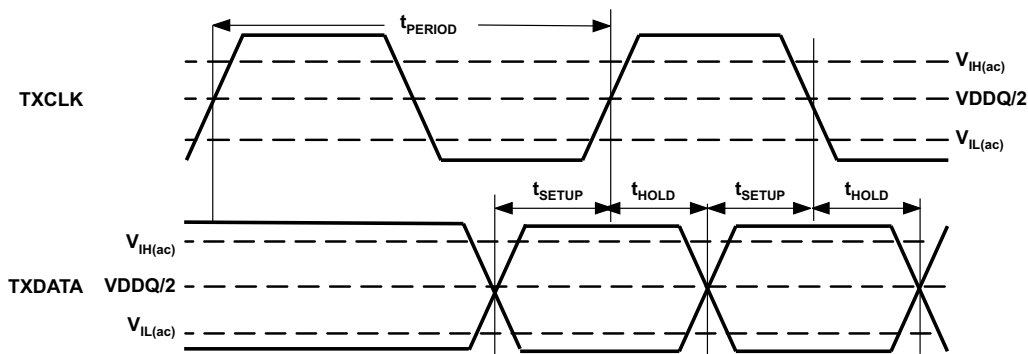 tPERIOD
VIH(ac)
TXCLK
VDDQ/2
VIL(ac)
tSETUP tHOLD tSETUP tHOLD
VIH(ac)
TXDATA VDDQ/2
VIL(ac)